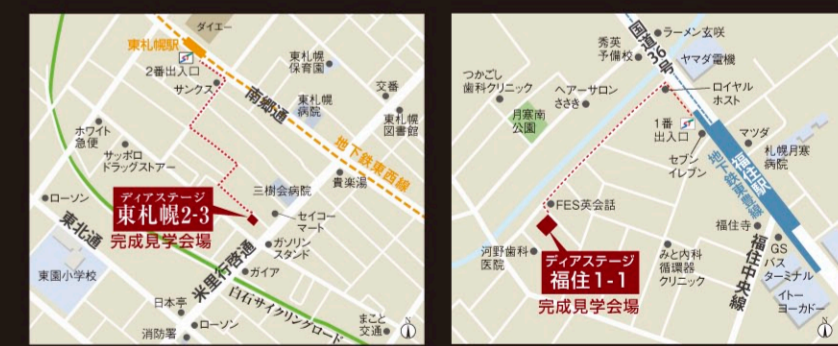 ダイエー
東札幌駅
2番出入口
サンクス
東札幌
保育園
東札幌
病院
交番
東札幌
図書館
南郷通
地下鉄東西線
ホワイト
急便
サッポロ
ドラッグストアー
三樹会病院
貴楽湯
ローソン
東北通
ディアステージ
東札幌2-3
完成見学会場
セイコー
マート
ガソリン
スタンド
ガイア
米里行啓通
白石サイクリングロード
東園小学校
日本亭
消防署
ローソン
まこと
交通
N
国道36号
ラーメン玄咲
秀英
予備校
ヤマダ電機
つかごし
歯科クリニック
ヘアーサロン
ささき
ロイヤル
ホスト
月寒南
公園
1番
出入口
セブン
イレブン
マツダ
札幌月寒
病院
福住駅
地下鉄東豊線
FES英会話
福住寺
河野歯科
医院
ディアステージ
福住1-1
完成見学会場
みと内科
循環器
クリニック
福住中央線
GS
バス
ターミナル
イトー
ヨーカドー
N